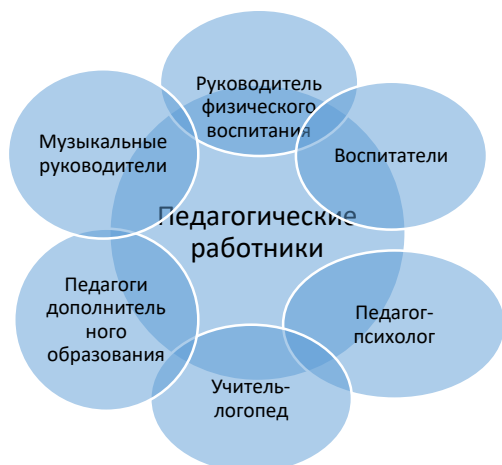 Руководитель
физического
воспитания
Воспитатели
Педагог-
психолог
Учитель-
логопед
Педагоги
дополнитель
ного
образования
Музыкальные
руководители
Педагогические
работники